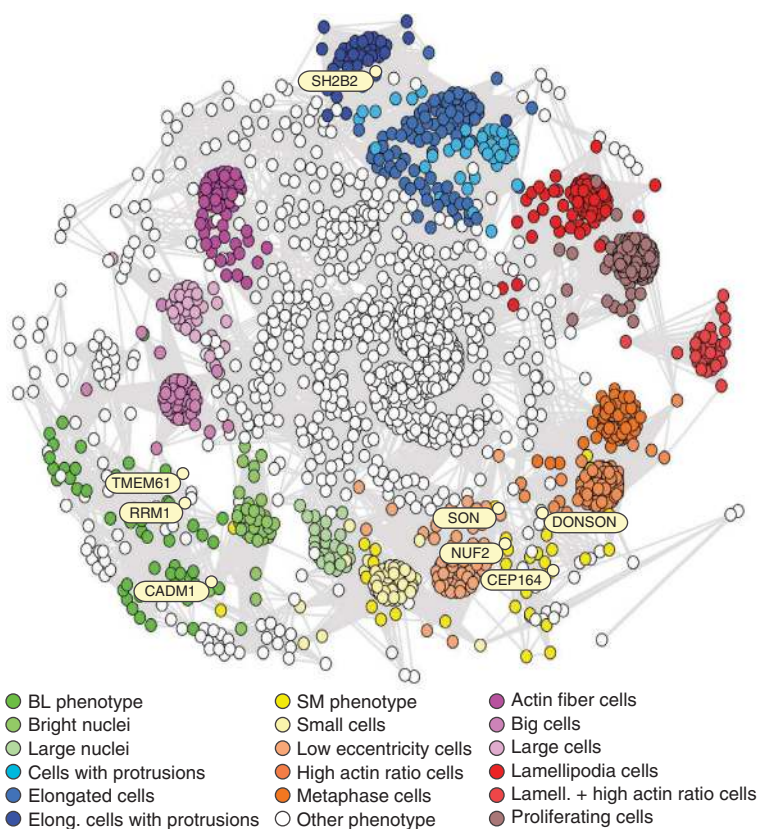 SH2B2
TMEM61
RRM1
SON
DONSON
NUF2
CEP164
CADM1
BL phenotype
Bright nuclei
Large nuclei
Cells with protrusions
Elongated cells
Elong. cells with protrusions
SM phenotype
Small cells
Low eccentricity cells
High actin ratio cells
Metaphase cells
Other phenotype
Actin fiber cells
Big cells
Large cells
Lamellipodia cells
Lamell. + high actin ratio cells
Proliferating cells